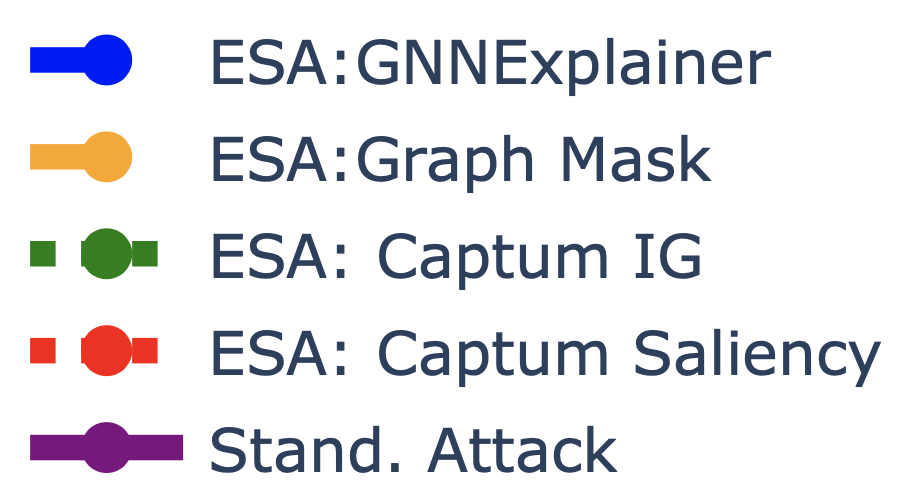 ESA:GNNExplainer
ESA:Graph Mask
ESA: Captum IG
ESA: Captum Saliency
Stand. Attack